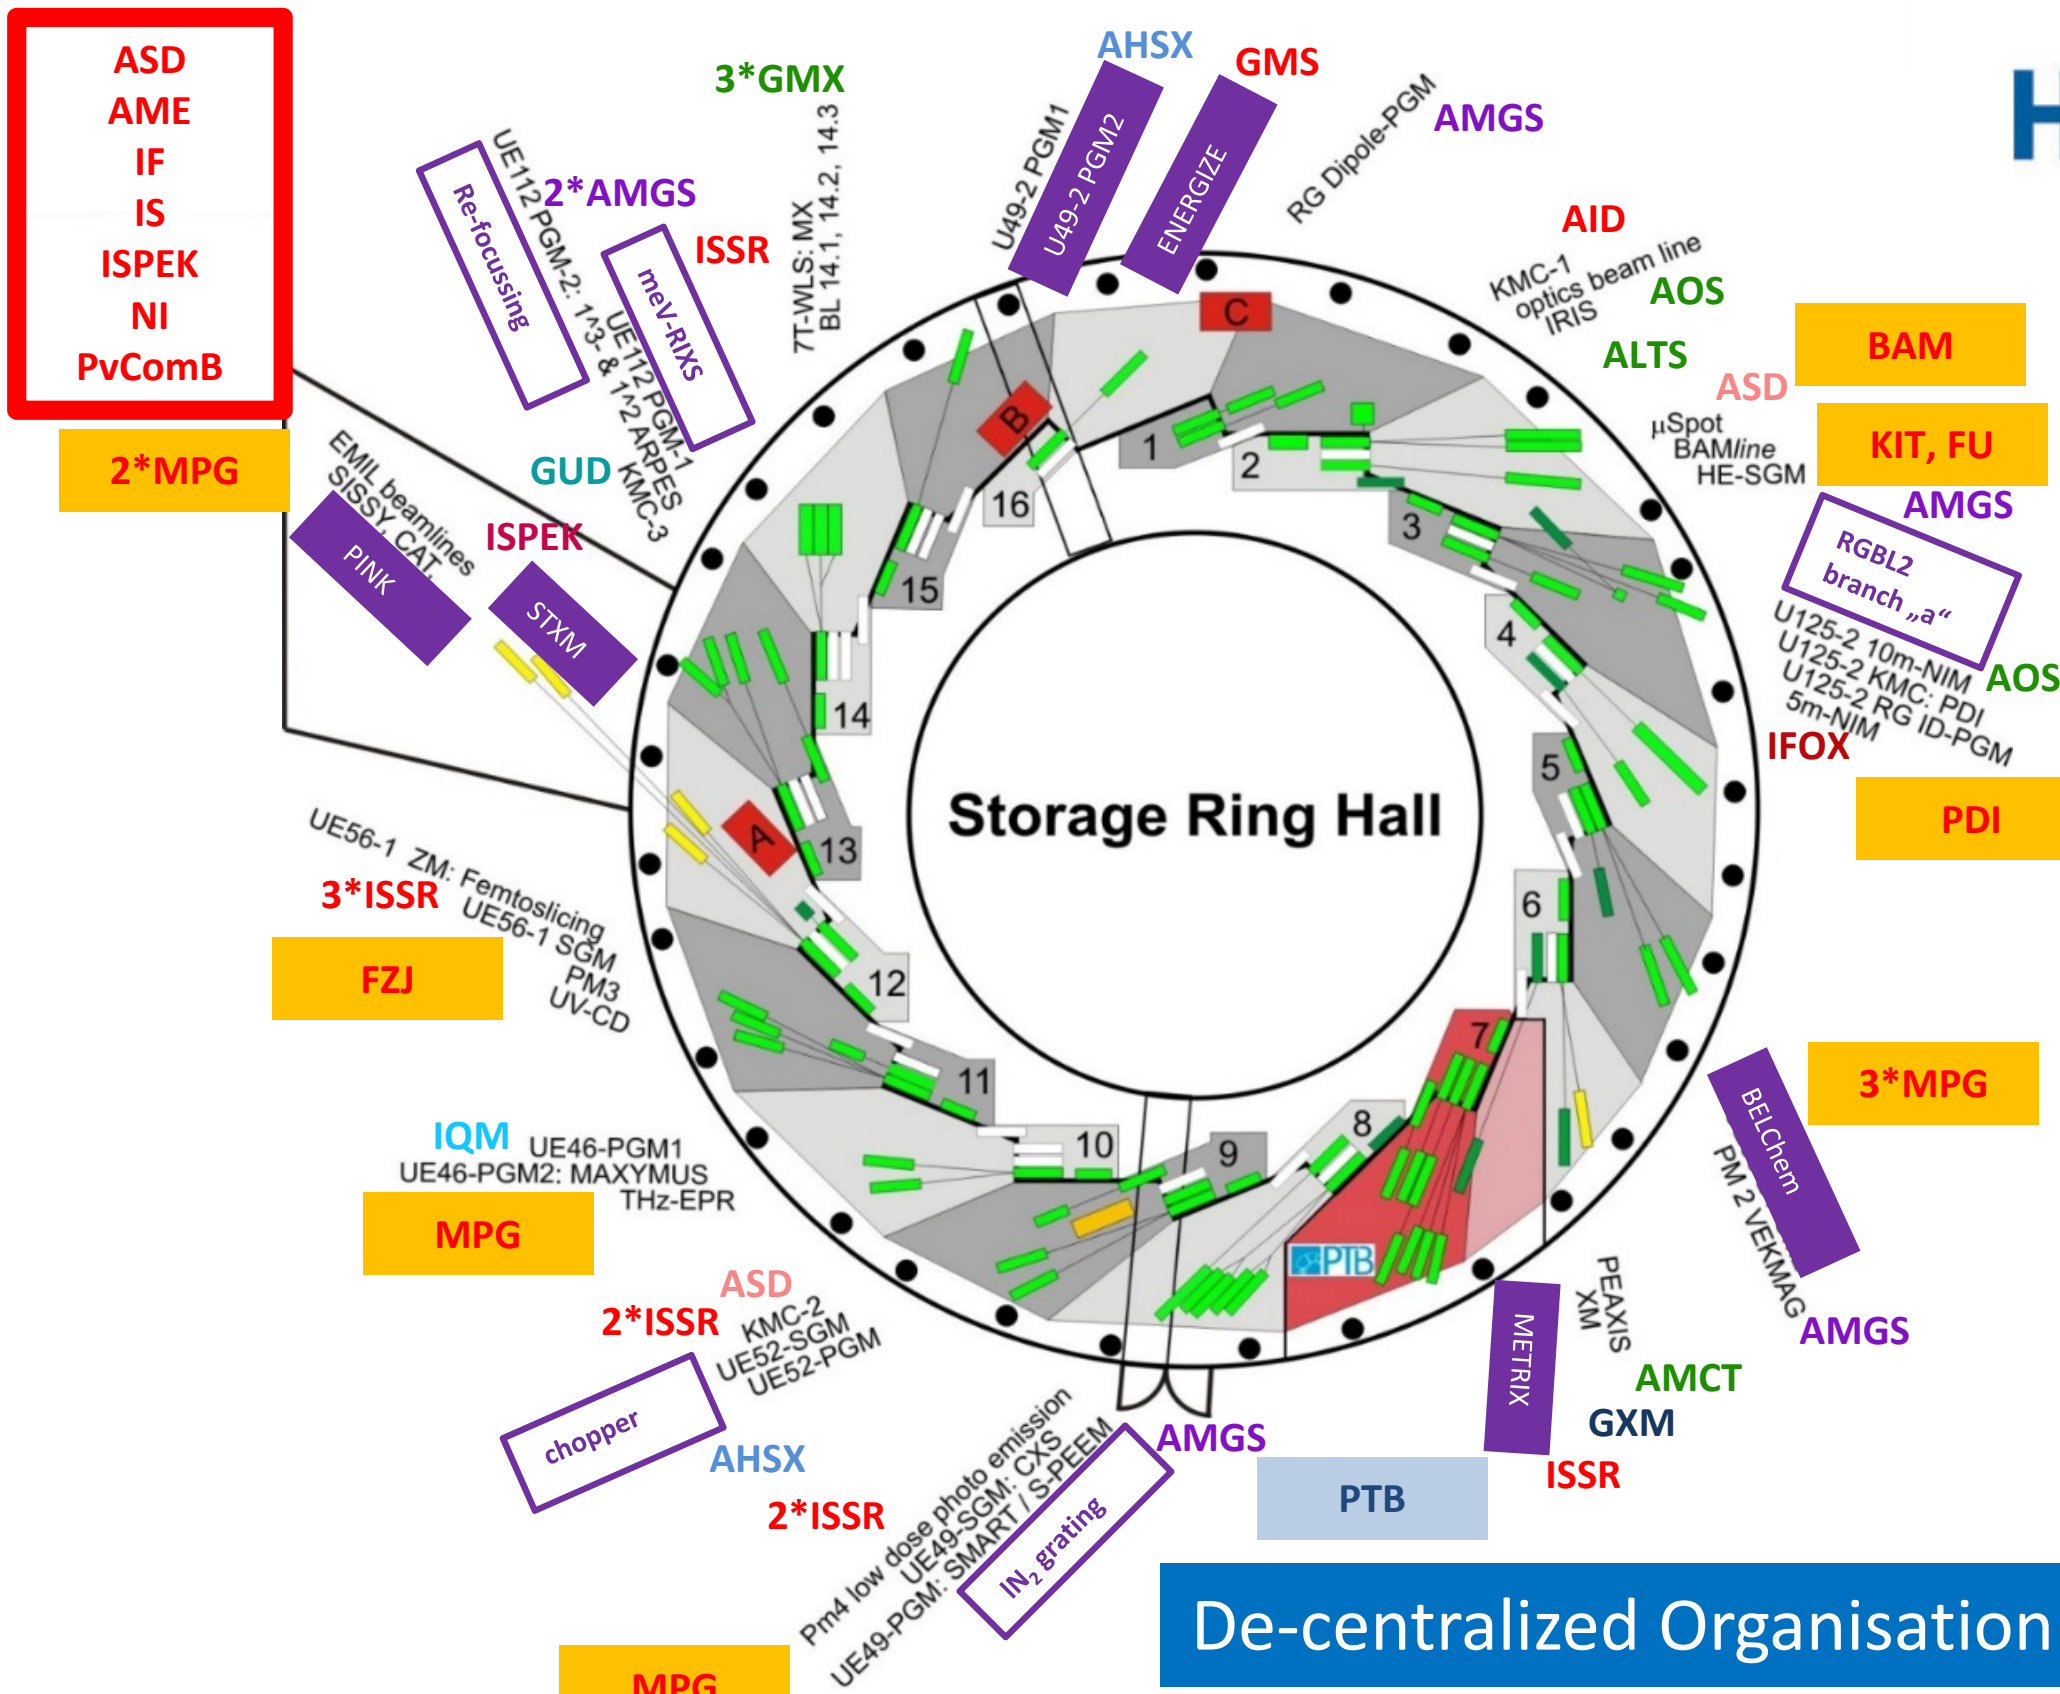 ASD
AME
IF
IS
ISPEK
NI
PvComB
2*MPG
3*GMX
AHSX
GMS
AMGS
H
U49-2 PGM1
U49-2 PGM2
ENERGIZE
RG Dipole-PGM
7T-WLS: MX
BL 14.1, 14.2, 14.3
Re-focussing
UE112 PGM-2: 1^3- & 1^2 ARPES
UE112 PGM-1
KMC-3
2*AMGS
meV-RIXS
ISSR
GUD
AID
KMC-1
optics beam line
IRIS
AOS
ALTS
ASD
BAM
µSpot
BAMline
HE-SGM
KIT, FU
AMGS
RGBL2
branch „a“
U125-2 10m-NIM
U125-2 KMC: PDI
U125-2 RG ID-PGM
5m-NIM
AOS
IFOX
PDI
EMIL beamlines
SISSY, CAT,
PINK
ISPEK
STXM
C
B
A
1
2
3
4
5
6
7
8
9
10
11
12
13
14
15
16
Storage Ring Hall
PTB
UE56-1 ZM: Femtoslicing
UE56-1 SGM
PM3
UV-CD
3*ISSR
FZJ
IQM
UE46-PGM1
UE46-PGM2: MAXYMUS
THz-EPR
MPG
ASD
2*ISSR
KMC-2
UE52-SGM
UE52-PGM
chopper
AHSX
2*ISSR
Pm4 low dose photo emission
UE49-SGM: CXS
UE49-PGM: SMART / S-PEEM
IN2 grating
AMGS
MPG
3*MPG
BELChem
PM 2 VEKMAG
AMGS
PEAXIS
XM
METRIX
AMCT
GXM
ISSR
PTB
De-centralized Organisation